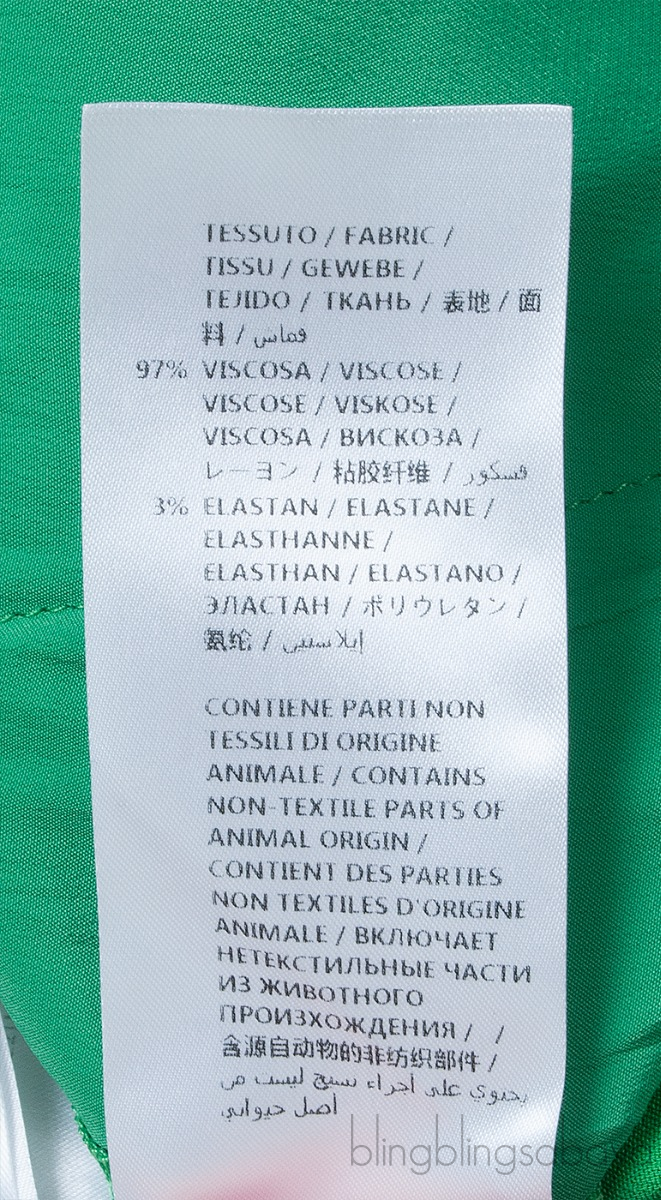 TESSUTO / FABRIC /
TISSU / GEWEBE /
TEJIDO / ТКАНЬ / 表地 / 面
料 / قماش
97% VISCOSA / VISCOSE /
VISCOSE / VISKOSE /
VISCOSA / ВИСКОЗА /
レーヨン / 粘胶纤维 / فسكور
3% ELASTAN / ELASTANE /
ELASTHANNE /
ELASTHAN / ELASTANO /
ЭЛАСТАН / ポリウレタン /
氨纶 / إيلاستين
CONTIENE PARTI NON
TESSILI DI ORIGINE
ANIMALE / CONTAINS
NON-TEXTILE PARTS OF
ANIMAL ORIGIN /
CONTIENT DES PARTIES
NON TEXTILES D'ORIGINE
ANIMALE / ВКЛЮЧАЕТ
НЕТЕКСТИЛЬНЫЕ ЧАСТИ
ИЗ ЖИВОТНОГО
ПРОИЗХОЖДЕНИЯ / /
含源自动物的非纺织部件 /
يحتوي على أجزاء نسيج ليست من
أصل حيواني